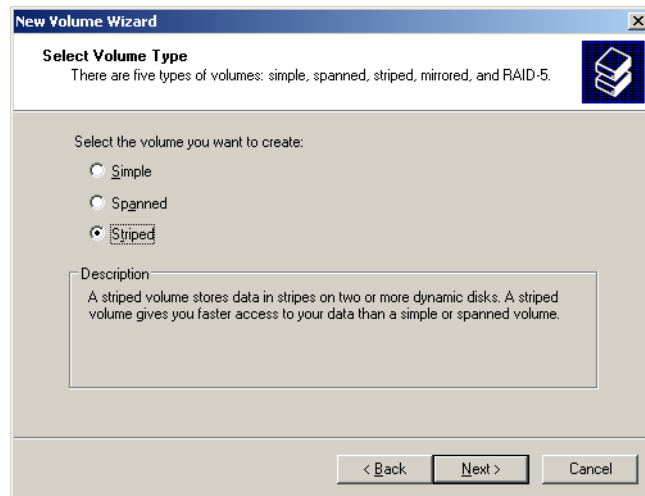 New Volume Wizard
Select Volume Type
There are five types of volumes: simple, spanned, striped, mirrored, and RAID-5.
Select the volume you want to create:
Simple
Spanned
Striped
Description
A striped volume stores data in stripes on two or more dynamic disks. A striped
volume gives you faster access to your data than a simple or spanned volume.
< Back
Next >
Cancel